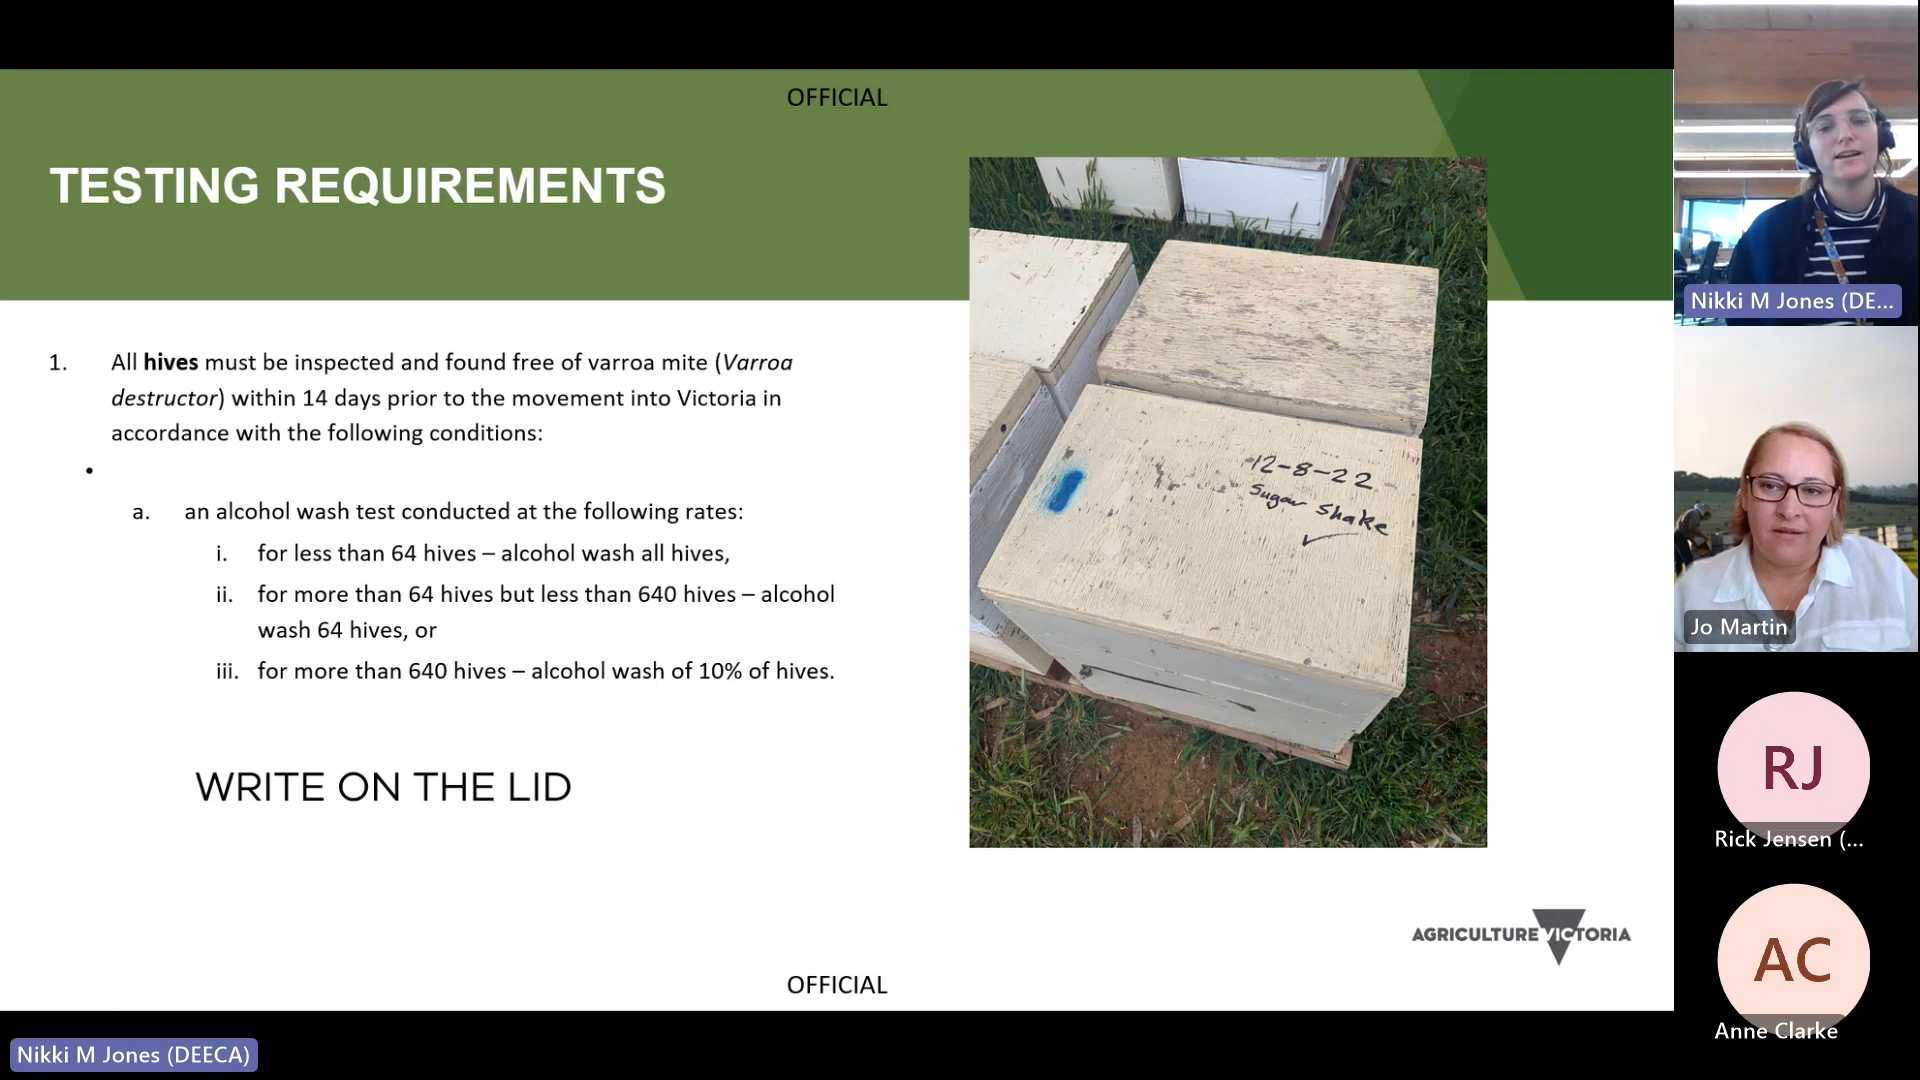 OFFICIAL
TESTING REQUIREMENTS
1. All hives must be inspected and found free of varroa mite (Varroa
destructor) within 14 days prior to the movement into Victoria in
accordance with the following conditions:
•
a. an alcohol wash test conducted at the following rates:
i. for less than 64 hives – alcohol wash all hives,
ii. for more than 64 hives but less than 640 hives – alcohol
wash 64 hives, or
iii. for more than 640 hives – alcohol wash of 10% of hives.
WRITE ON THE LID
12-8-22
Sugar Shake
✓
AGRICULTURE VICTORIA
OFFICIAL
Nikki M Jones (DEECA)
Nikki M Jones (DE...
Jo Martin
RJ
Rick Jensen (...
AC
Anne Clarke